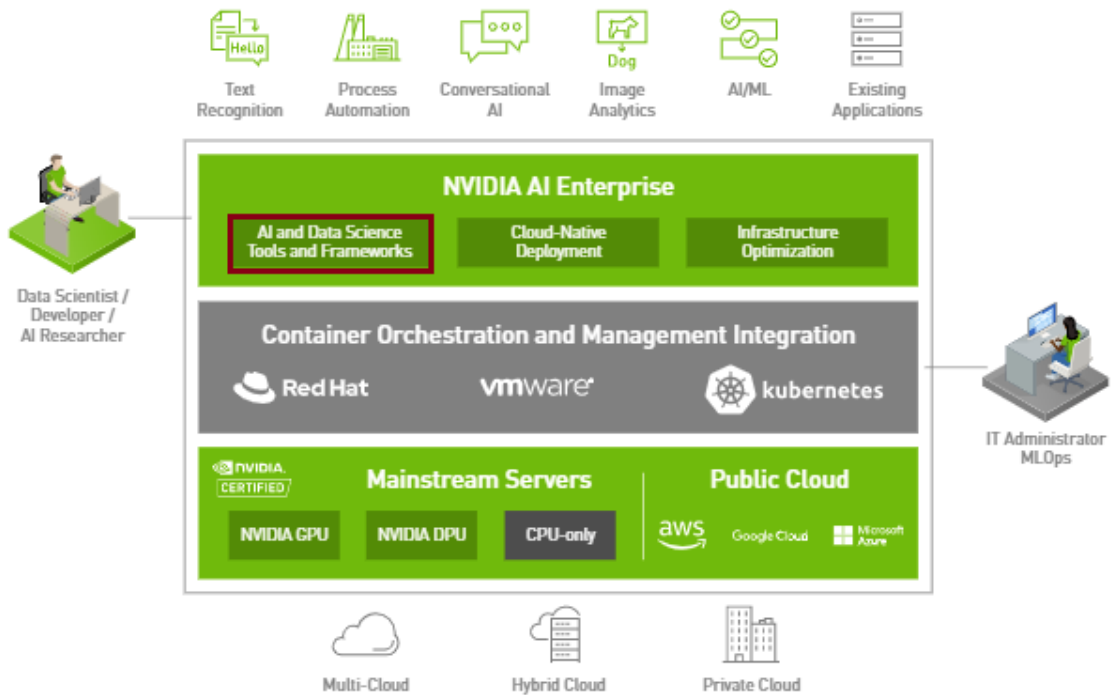 Hello
Dog
Text
Recognition
Process
Automation
Conversational
AI
Image
Analytics
AI/ML
Existing
Applications
NVIDIA AI Enterprise
AI and Data Science
Tools and Frameworks
Cloud-Native
Deployment
Infrastructure
Optimization
Data Scientist /
Developer /
AI Researcher
Container Orchestration and Management Integration
Red Hat
vmware
kubernetes
IT Administrator
MLOps
NVIDIA.
CERTIFIED
Mainstream Servers
Public Cloud
NVIDIA GPU
NVIDIA DPU
CPU-only
aws
Google Cloud
Microsoft
Azure
Multi-Cloud
Hybrid Cloud
Private Cloud